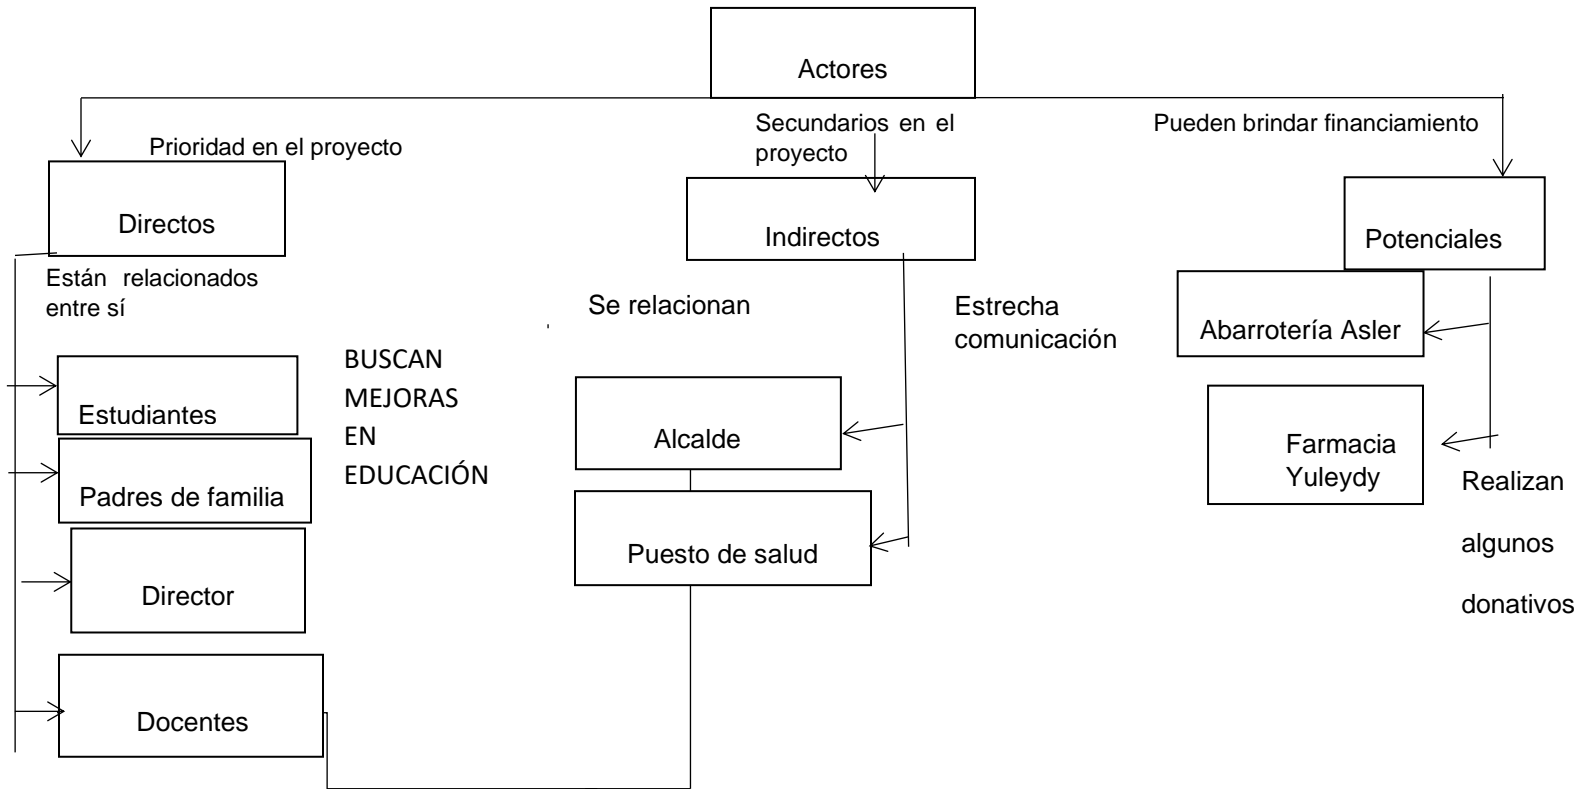 Actores
Prioridad en el proyecto
Secundarios en el
proyecto
Pueden brindar financiamiento
Directos
Indirectos
Potenciales
Están relacionados
entre sí
Se relacionan
Estrecha
comunicación
Abarrotería Asler
BUSCAN
MEJORAS
EN
EDUCACIÓN
Estudiantes
Alcalde
Farmacia
Yuleydy
Padres de familia
Puesto de salud
Realizan
algunos
donativos
Director
Docentes